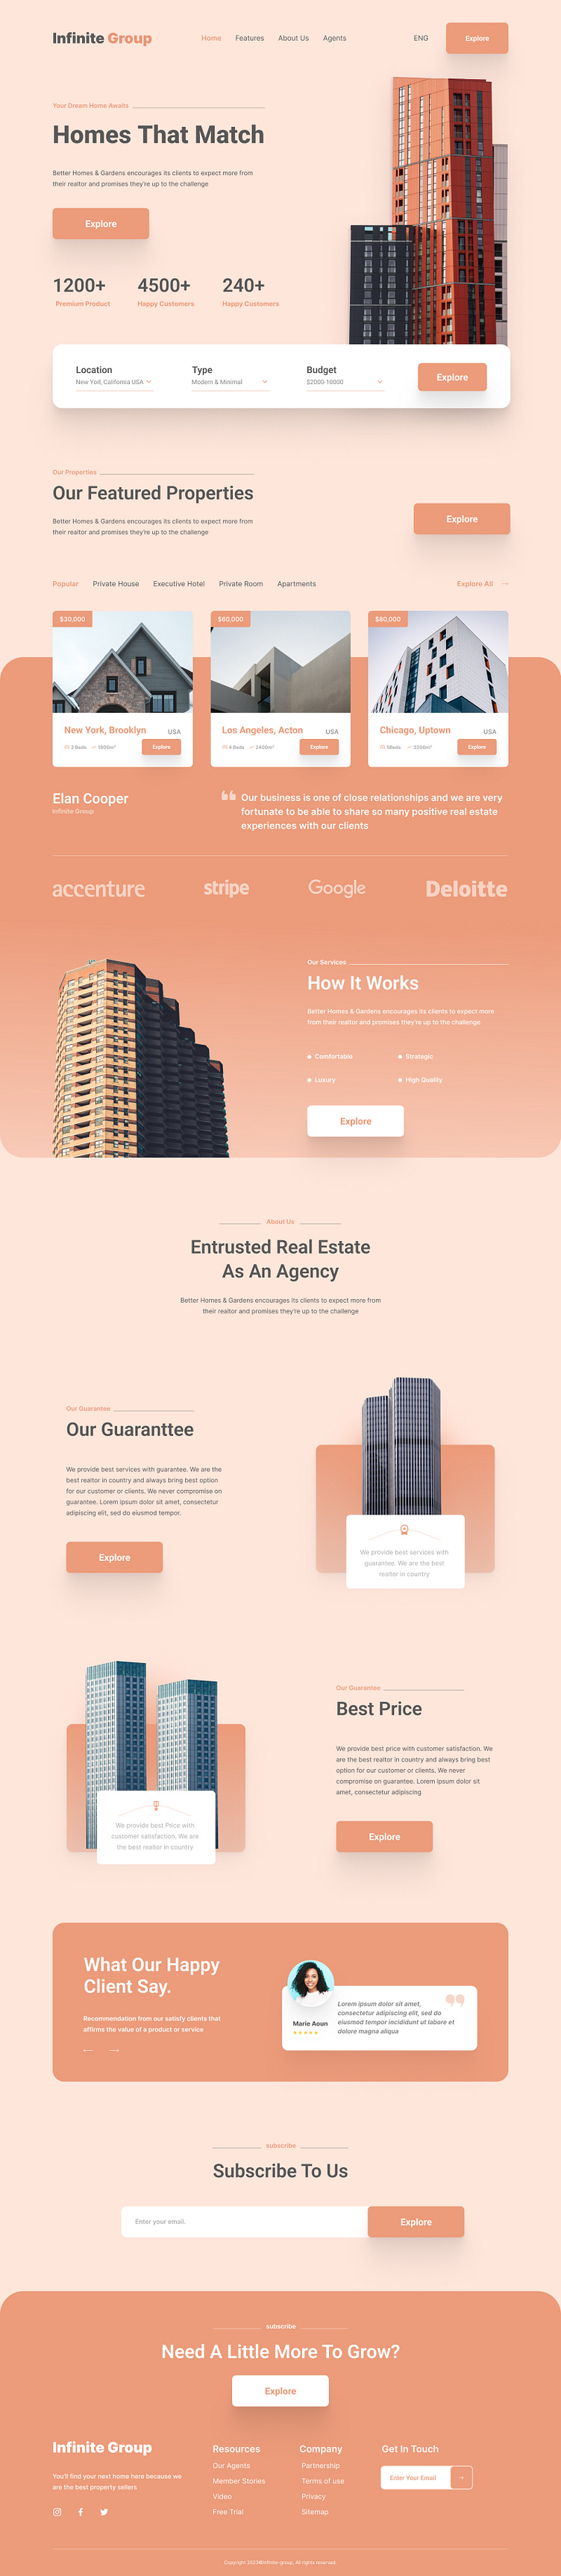 Infinite Group
Home Features About Us Agents
ENG
Explore
Your Dream Home Awaits
Homes That Match
Better Homes & Gardens encourages its clients to expect more from
their realtor and promises they're up to the challenge
Explore
1200+ 4500+ 240+
Premium Product Happy Customers Happy Customers
Location Type Budget
New Yord, California USA Modern & Minimal $2000-10000
Explore
Our Properties
Our Featured Properties
Better Homes & Gardens encourages its clients to expect more from
their realtor and promises they're up to the challenge
Explore
Popular Private House Executive Hotel Private Room Apartments
Explore All →
$30,000 $60,000 $80,000
New York, Brooklyn USA
2 Beds 1800m²
Explore
Los Angeles, Acton USA
4 Beds 2400m²
Explore
Chicago, Uptown USA
5Beds 3200m²
Explore
Elan Cooper
Infinite Group
“
Our business is one of close relationships and we are very
fortunate to be able to share so many positive real estate
experiences with our clients
accenture stripe Google Deloitte
Our Services
How It Works
Better Homes & Gardens encourages its clients to expect more
from their realtor and promises they're up to the challenge
Comfortable Strategic
Luxury High Quality
Explore
About Us
Entrusted Real Estate
As An Agency
Better Homes & Gardens encourages its clients to expect more from
their realtor and promises they're up to the challenge
Our Guarantee
Our Guaranttee
We provide best services with guarantee. We are the
best realtor in country and always bring best option
for our customer or clients. We never compromise on
guarantee. Lorem ipsum dolor sit amet, consectetur
adipiscing elit, sed do eiusmod tempor.
Explore
We provide best services with
guarantee. We are the best
realtor in country
Our Guarantee
Best Price
We provide best price with customer satisfaction. We
are the best realtor in country and always bring best
option for our customer or clients. We never
compromise on guarantee. Lorem ipsum dolor sit
amet, consectetur adipiscing
Explore
We provide best Price with
customer satisfaction. We are
the best realtor in country
What Our Happy
Client Say.
Recommendation from our satisfy clients that
affirms the value of a product or service
← →
Marie Aoun
★★★★★
Lorem ipsum dolor sit amet,
consectetur adipiscing elit, sed do
eiusmod tempor incididunt ut labore et
dolore magna aliqua
”
subscribe
Subscribe To Us
Enter your email.
Explore
subscribe
Need A Little More To Grow?
Explore
Infinite Group
You'll find your next home here because we
are the best property sellers
Resources
Our Agents
Member Stories
Video
Free Trial
Company
Partnership
Terms of use
Privacy
Sitemap
Get In Touch
Enter Your Email →
Copyright 2023@Infinite-group, All rights reserved